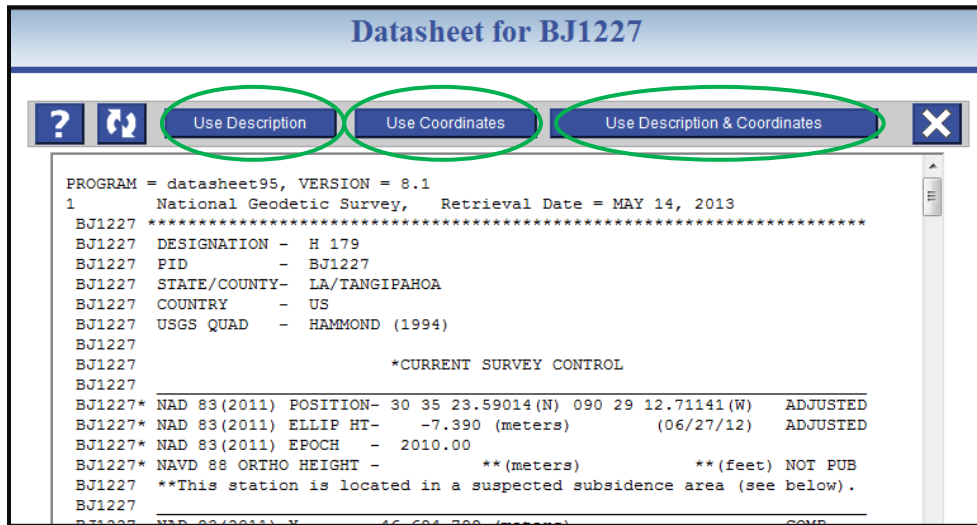 Datasheet for BJ1227
? Use Description Use Coordinates Use Description & Coordinates X
PROGRAM = datasheet95, VERSION = 8.1
1 National Geodetic Survey, Retrieval Date = MAY 14, 2013
BJ1227 ***********************************************************************
BJ1227 DESIGNATION - H 179
BJ1227 PID - BJ1227
BJ1227 STATE/COUNTY- LA/TANGIPAHOA
BJ1227 COUNTRY - US
BJ1227 USGS QUAD - HAMMOND (1994)
BJ1227
BJ1227 *CURRENT SURVEY CONTROL
BJ1227
BJ1227* NAD 83(2011) POSITION- 30 35 23.59014(N) 090 29 12.71141(W) ADJUSTED
BJ1227* NAD 83(2011) ELLIP HT- -7.390 (meters) (06/27/12) ADJUSTED
BJ1227* NAD 83(2011) EPOCH - 2010.00
BJ1227* NAVD 88 ORTHO HEIGHT - **(meters) **(feet) NOT PUB
BJ1227 **This station is located in a suspected subsidence area (see below).
BJ1227